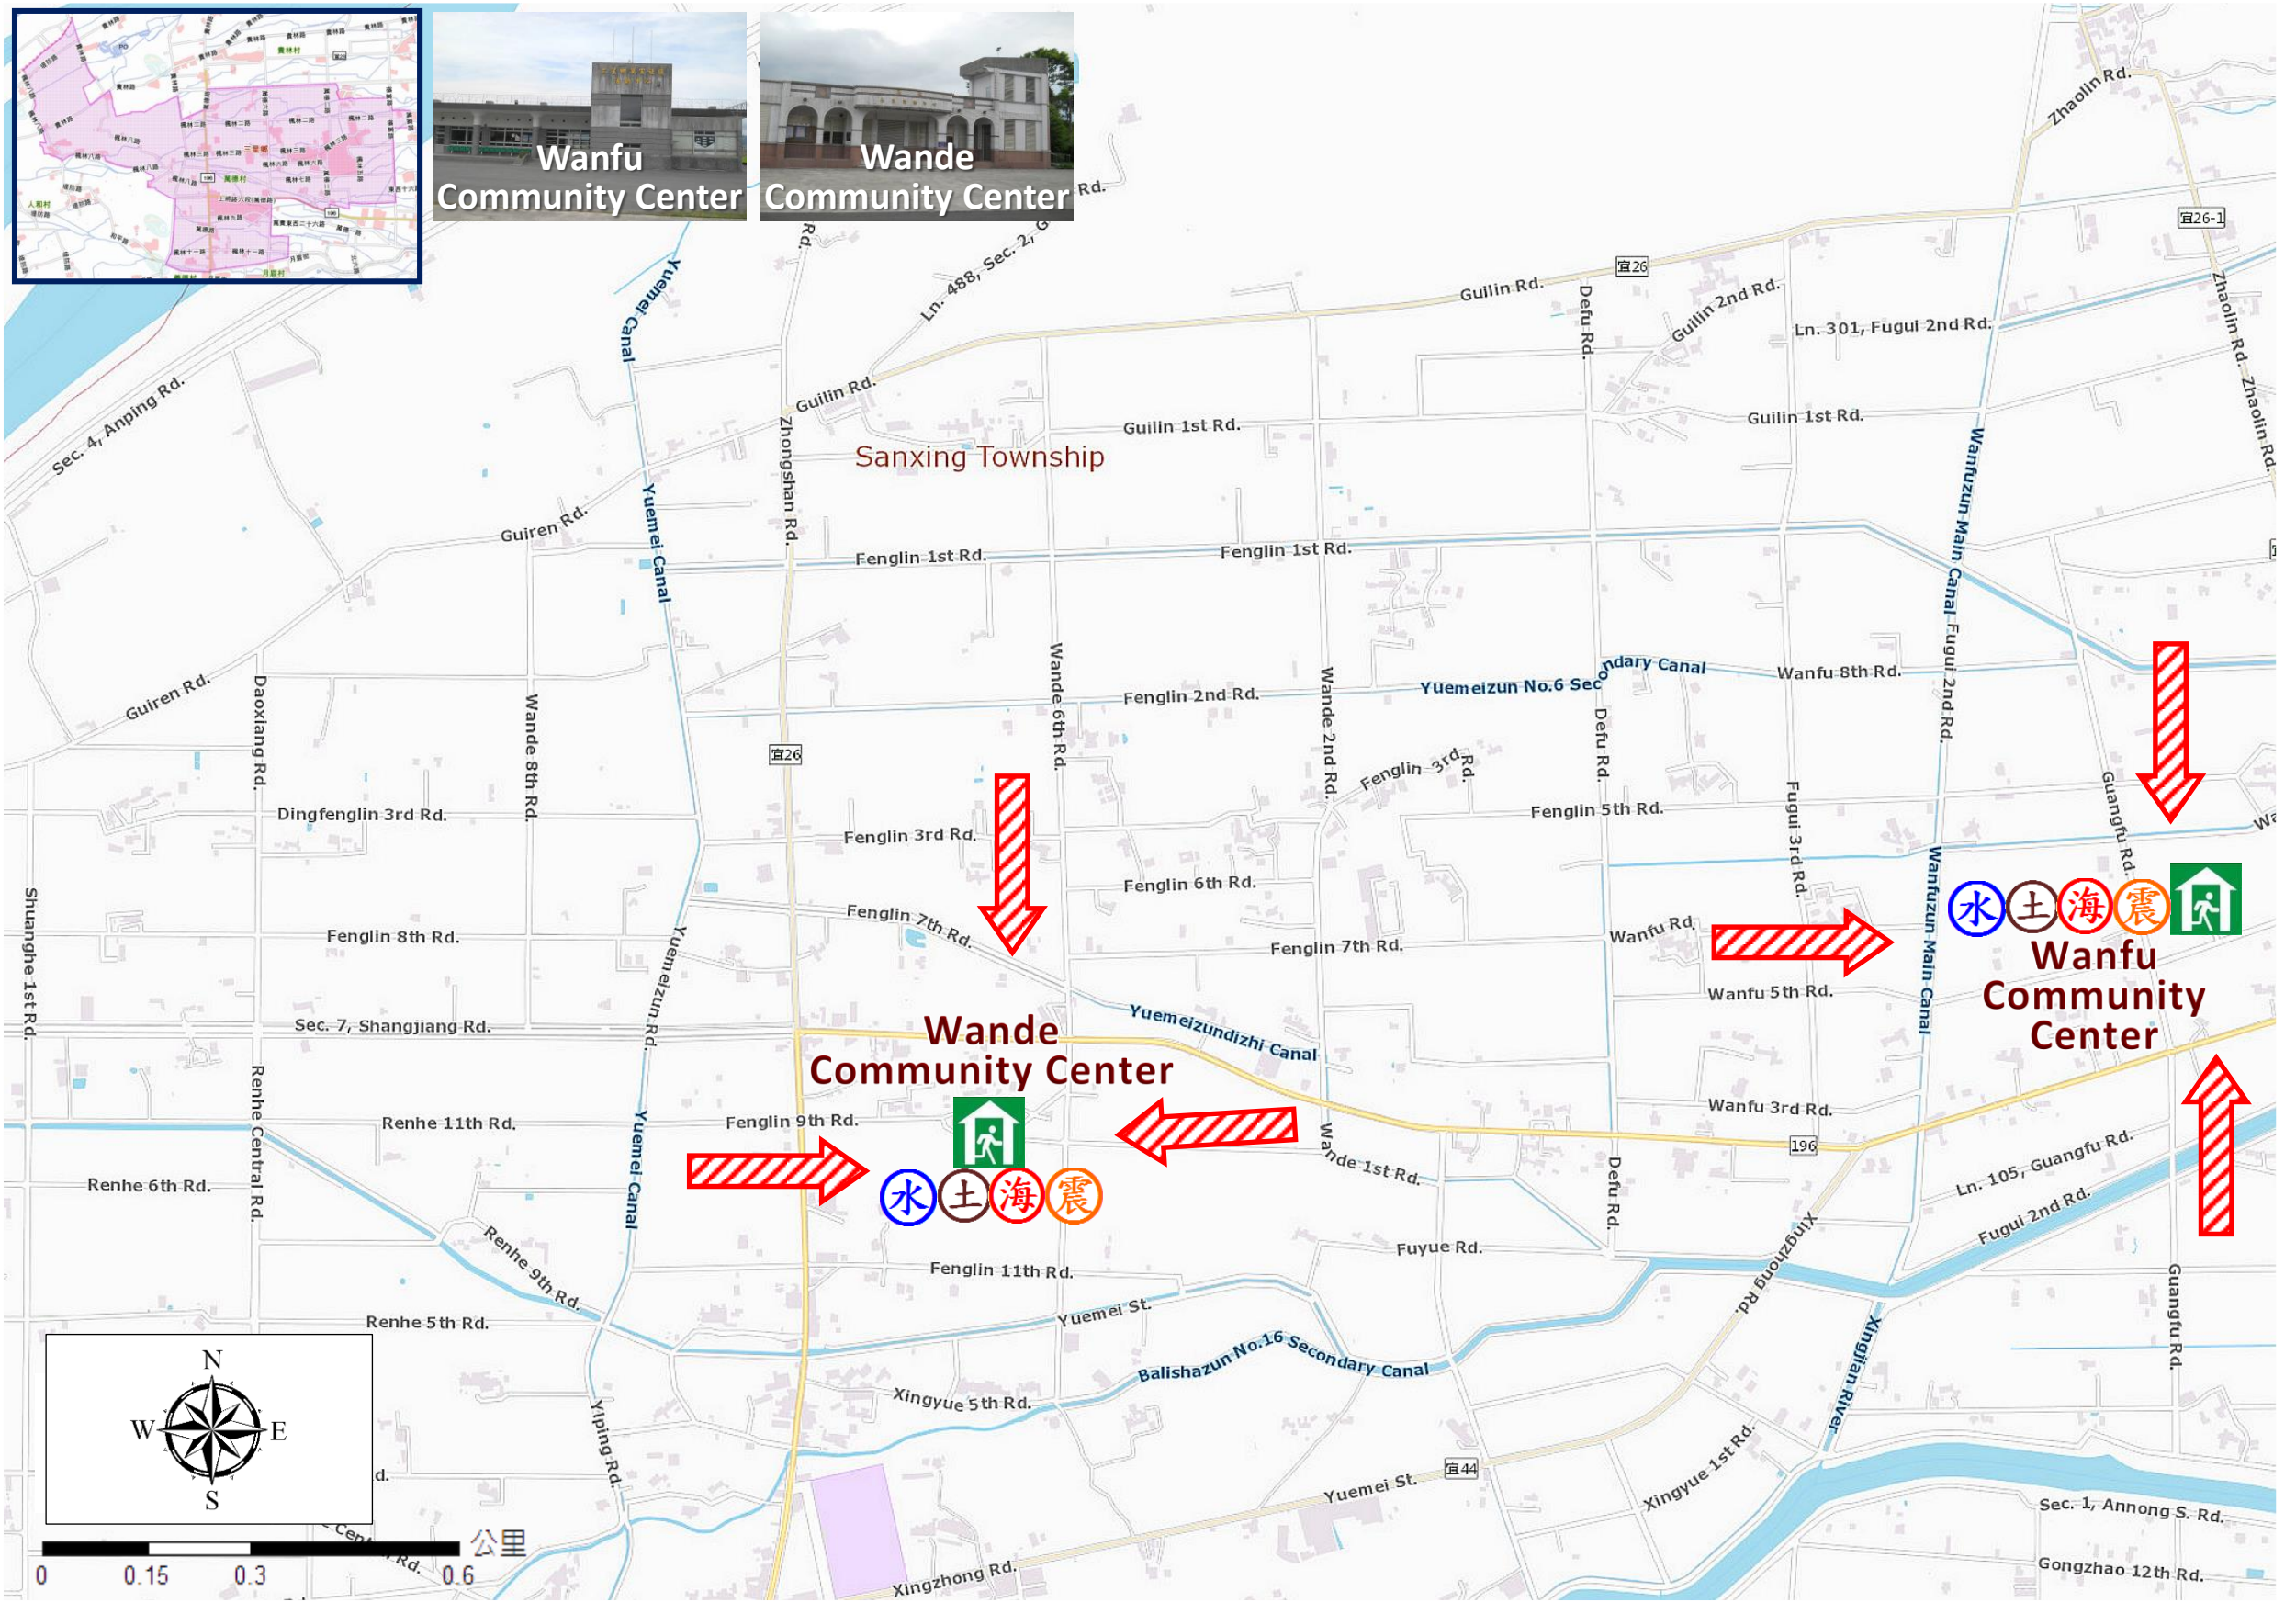 Wanfu
Community Center
Wande
Community Center
Rd.
Rd.
Zhaolin Rd.
宜26-1
Yuemei Canal
Ln. 488, Sec. 2, G
宜26
Guilin Rd.
Defu Rd.
Guilin 2nd Rd.
Ln. 301, Fugui 2nd Rd.
Zhaolin Rd.
Zhaolin Rd.
Sec. 4, Anping Rd.
Guilin Rd.
Zhongshan Rd.
Guilin 1st Rd.
Guilin 1st Rd.
Sanxing Township
Wanfuzun Main Canal
Yuemei Canal
Guiren Rd.
Fenglin 1st Rd.
Fenglin 1st Rd.
Fugui 2nd Rd.
Guiren Rd.
Daoxiang Rd.
Wande 8th Rd.
Wande 6th Rd.
Fenglin 2nd Rd.
Wande 2nd Rd.
Yuemeizun No.6 Secondary Canal
Wanfu 8th Rd.
Defu Rd.
宜26
Fenglin 3rd Rd.
Rd.
Fugui 3rd Rd.
Guangfu Rd.
Dingfenglin 3rd Rd.
Fenglin 3rd Rd.
Fenglin 5th Rd.
Wa
Fenglin 6th Rd.
Wanfuzun Main Canal
Shuanghe 1st Rd.
Fenglin 7th Rd.
水 土 海 震
Fenglin 8th Rd.
Yuemeizun Rd.
Fenglin 7th Rd.
Wanfu Rd.
Wanfu
Community
Center
Wanfu 5th Rd.
Sec. 7, Shangjiang Rd.
Yuemeizundizhi Canal
Wande
Community Center
Renhe Central Rd.
Renhe 11th Rd.
Yuemei Canal
Fenglin 9th Rd.
Wanfu 3rd Rd.
196
Wande 1st Rd.
Defu Rd.
Ln. 105, Guangfu Rd.
Renhe 6th Rd.
水 土 海 震
Fugui 2nd Rd.
Xingzhong Rd.
Renhe 9th Rd.
Fuyue Rd.
Fenglin 11th Rd.
Guangfu Rd.
Renhe 5th Rd.
Yuemei St.
Xingjian River
Balishazun No.16 Secondary Canal
N
W
E
S
Yiping Rd.
Xingyue 5th Rd.
Xingyue 1st Rd.
d.
宜44
Yuemei St.
Sec. 1, Annong S. Rd.
公里
0
0.15
0.3
0.6
Xingzhong Rd.
Gongzhao 12th Rd.